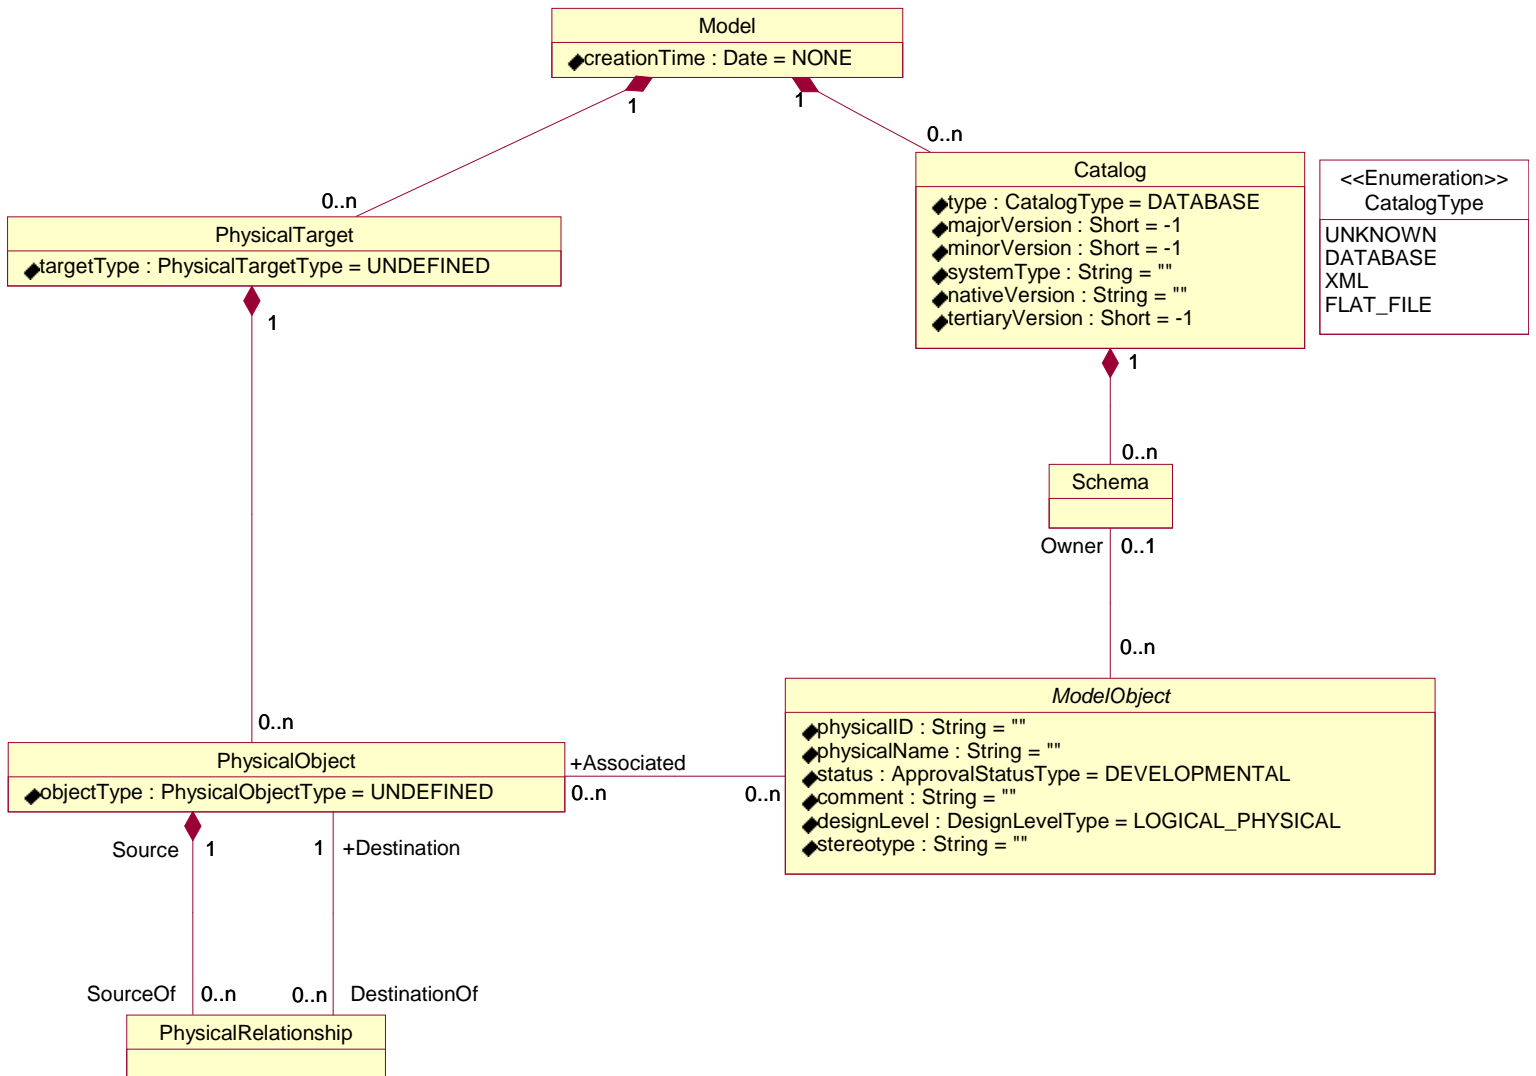 Model
creationTime : Date = NONE
1
1
0..n
0..n
Catalog
type : CatalogType = DATABASE
majorVersion : Short = -1
minorVersion : Short = -1
systemType : String = ""
nativeVersion : String = ""
tertiaryVersion : Short = -1
<<Enumeration>>
CatalogType
UNKNOWN
DATABASE
XML
FLAT_FILE
PhysicalTarget
targetType : PhysicalTargetType = UNDEFINED
1
1
0..n
Schema
Owner
0..1
0..n
ModelObject
physicalID : String = ""
physicalName : String = ""
status : ApprovalStatusType = DEVELOPMENTAL
comment : String = ""
designLevel : DesignLevelType = LOGICAL_PHYSICAL
stereotype : String = ""
0..n
PhysicalObject
objectType : PhysicalObjectType = UNDEFINED
+Associated
0..n
0..n
Source
1
1
+Destination
SourceOf
0..n
0..n
DestinationOf
PhysicalRelationship